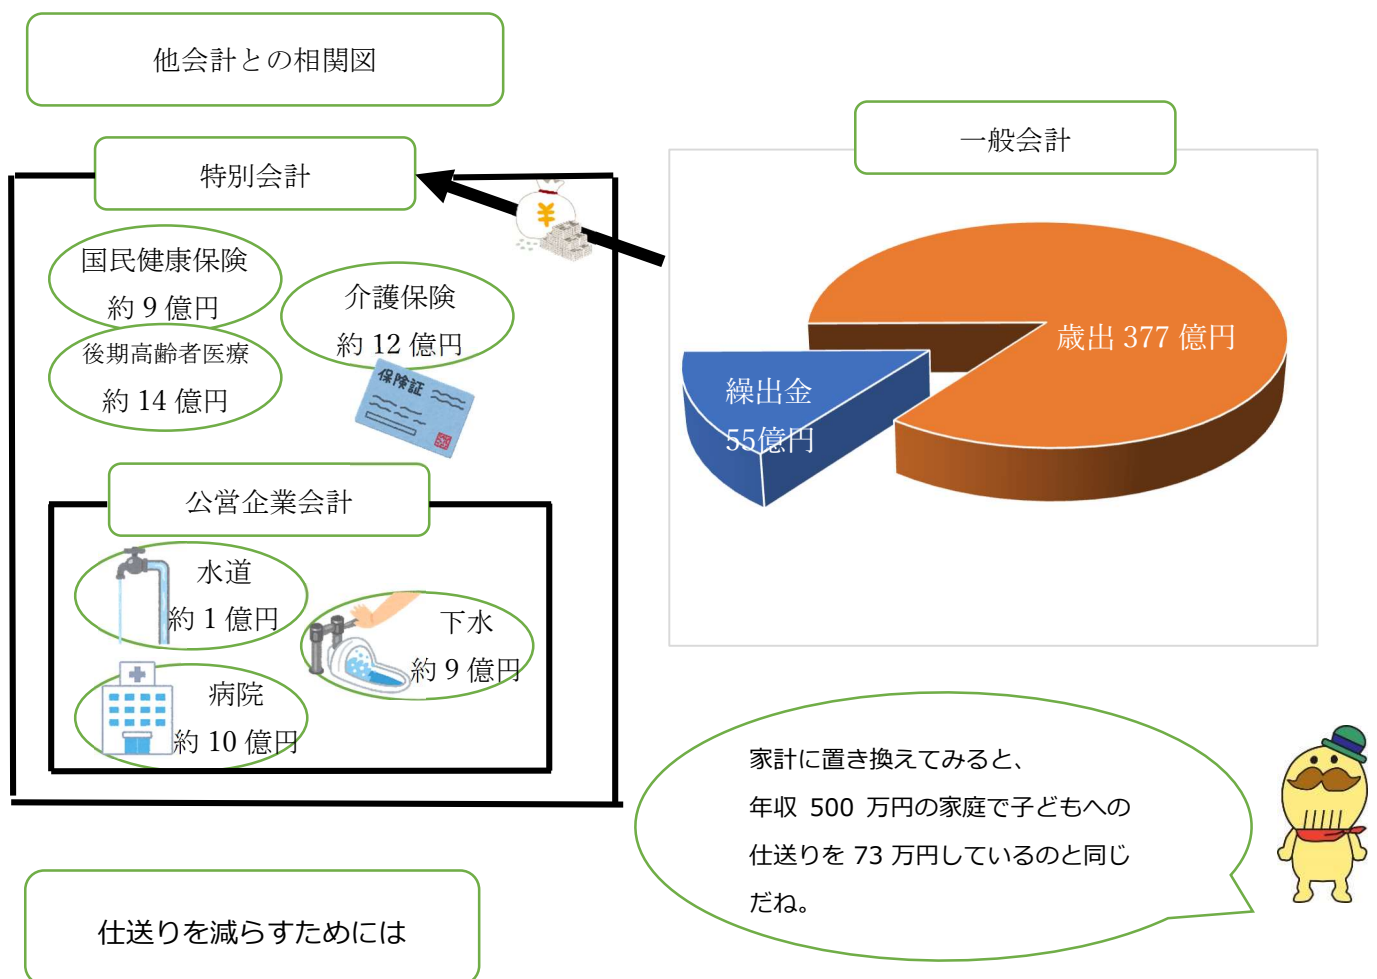 他会計との相関図
一般会計
特別会計
国民健康保険
約 9 億円
介護保険
約 12 億円
後期高齢者医療
約 14 億円
保険証
¥
歳出 377 億円
繰出金
55億円
公営企業会計
水道
約 1 億円
下水
約 9 億円
病院
約 10 億円
家計に置き換えてみると、
年収 500 万円の家庭で子どもへの
仕送りを 73 万円しているのと同じ
だね。
仕送りを減らすためには